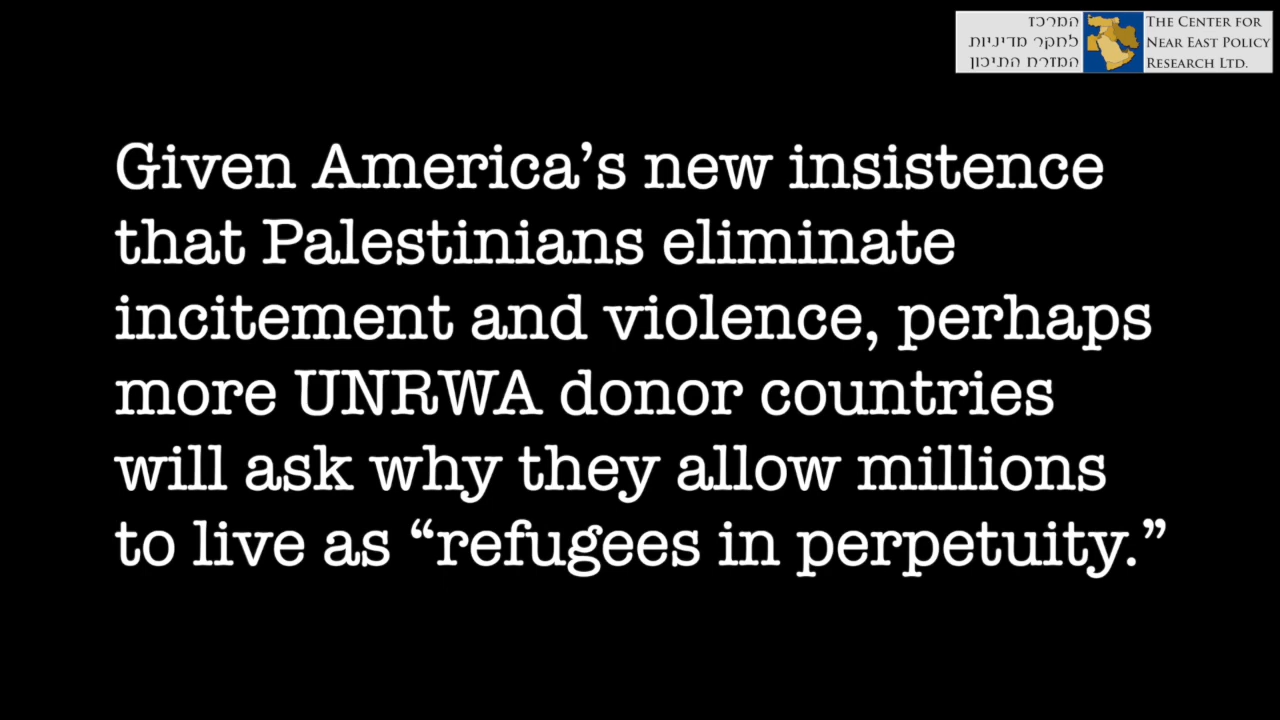 המרכז
לחקר מדיניות
המזרח התיכון
THE CENTER FOR
NEAR EAST POLICY
RESEARCH LTD.
Given America’s new insistence
that Palestinians eliminate
incitement and violence, perhaps
more UNRWA donor countries
will ask why they allow millions
to live as “refugees in perpetuity.”